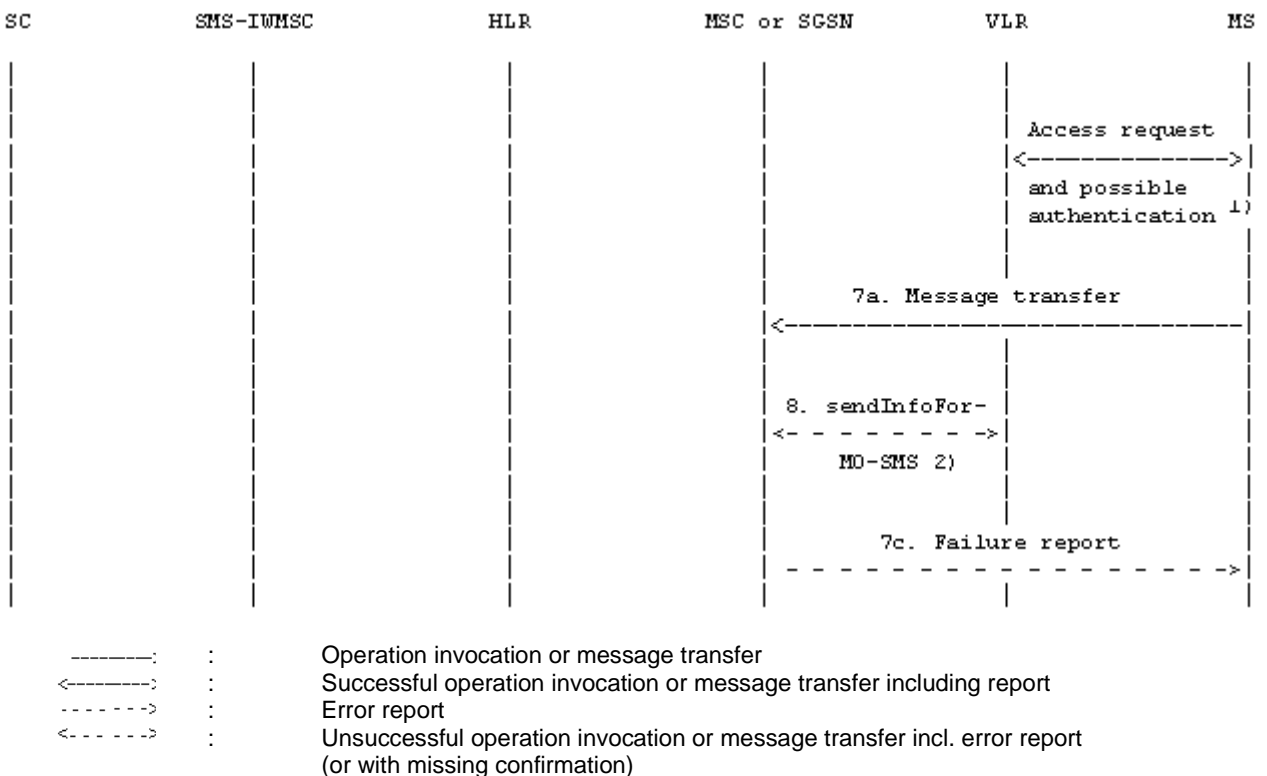 SC SMS-IWMSC HLR MSC or SGSN VLR MS
Access request
and possible
authentication 1)
7a. Message transfer
8. sendInfoFor-
MO-SMS 2)
7c. Failure report
: Operation invocation or message transfer
: Successful operation invocation or message transfer including report
: Error report
: Unsuccessful operation invocation or message transfer incl. error report
(or with missing confirmation)